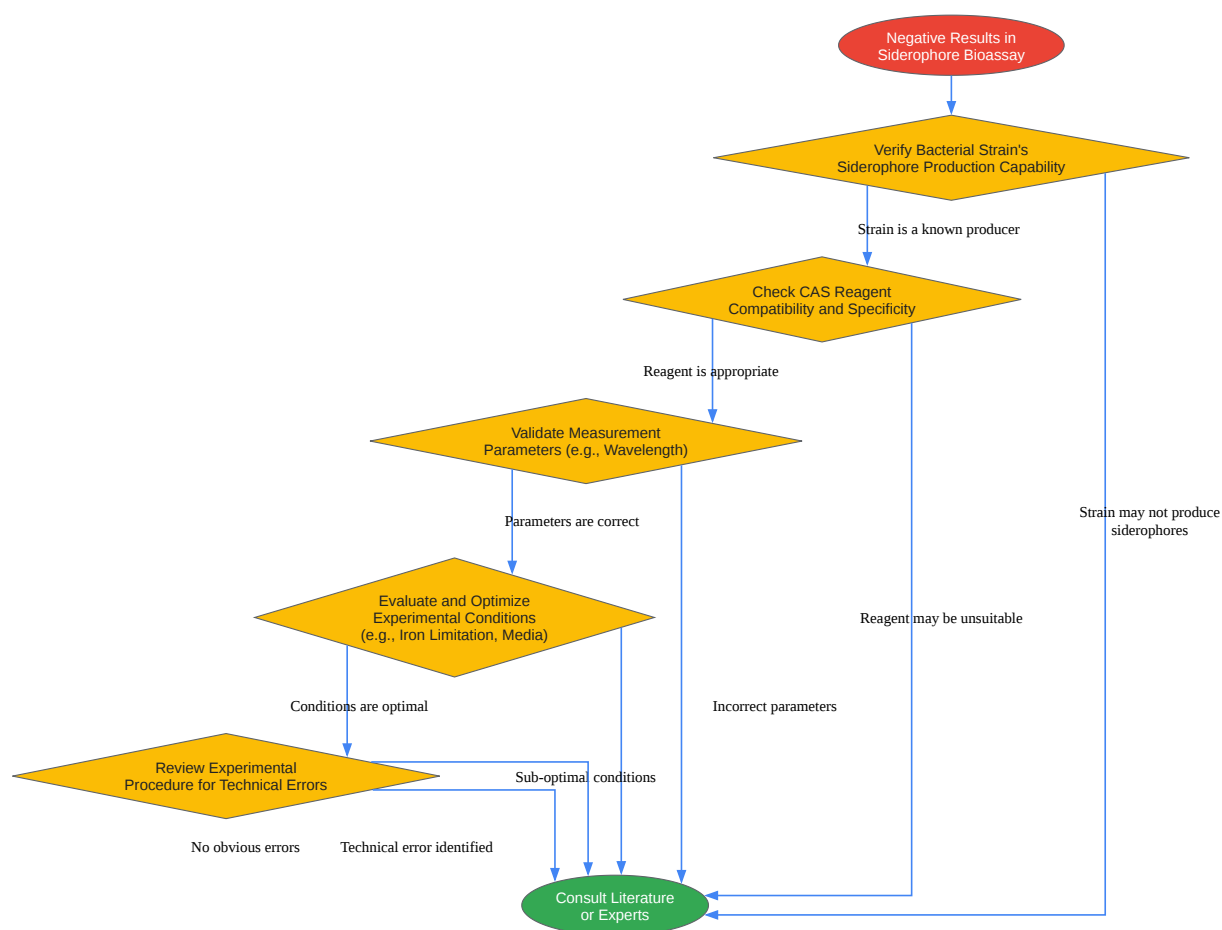 Negative Results in
Siderophore Bioassay
Verify Bacterial Strain's
Siderophore Production Capability
Strain is a known producer
Check CAS Reagent
Compatibility and Specificity
Reagent is appropriate
Validate Measurement
Parameters (e.g., Wavelength)
Parameters are correct
Strain may not produce
siderophores
Evaluate and Optimize
Experimental Conditions
(e.g., Iron Limitation, Media)
Reagent may be unsuitable
Conditions are optimal
Incorrect parameters
Review Experimental
Procedure for Technical Errors
Sub-optimal conditions
No obvious errors
Technical error identified
Consult Literature
or Experts